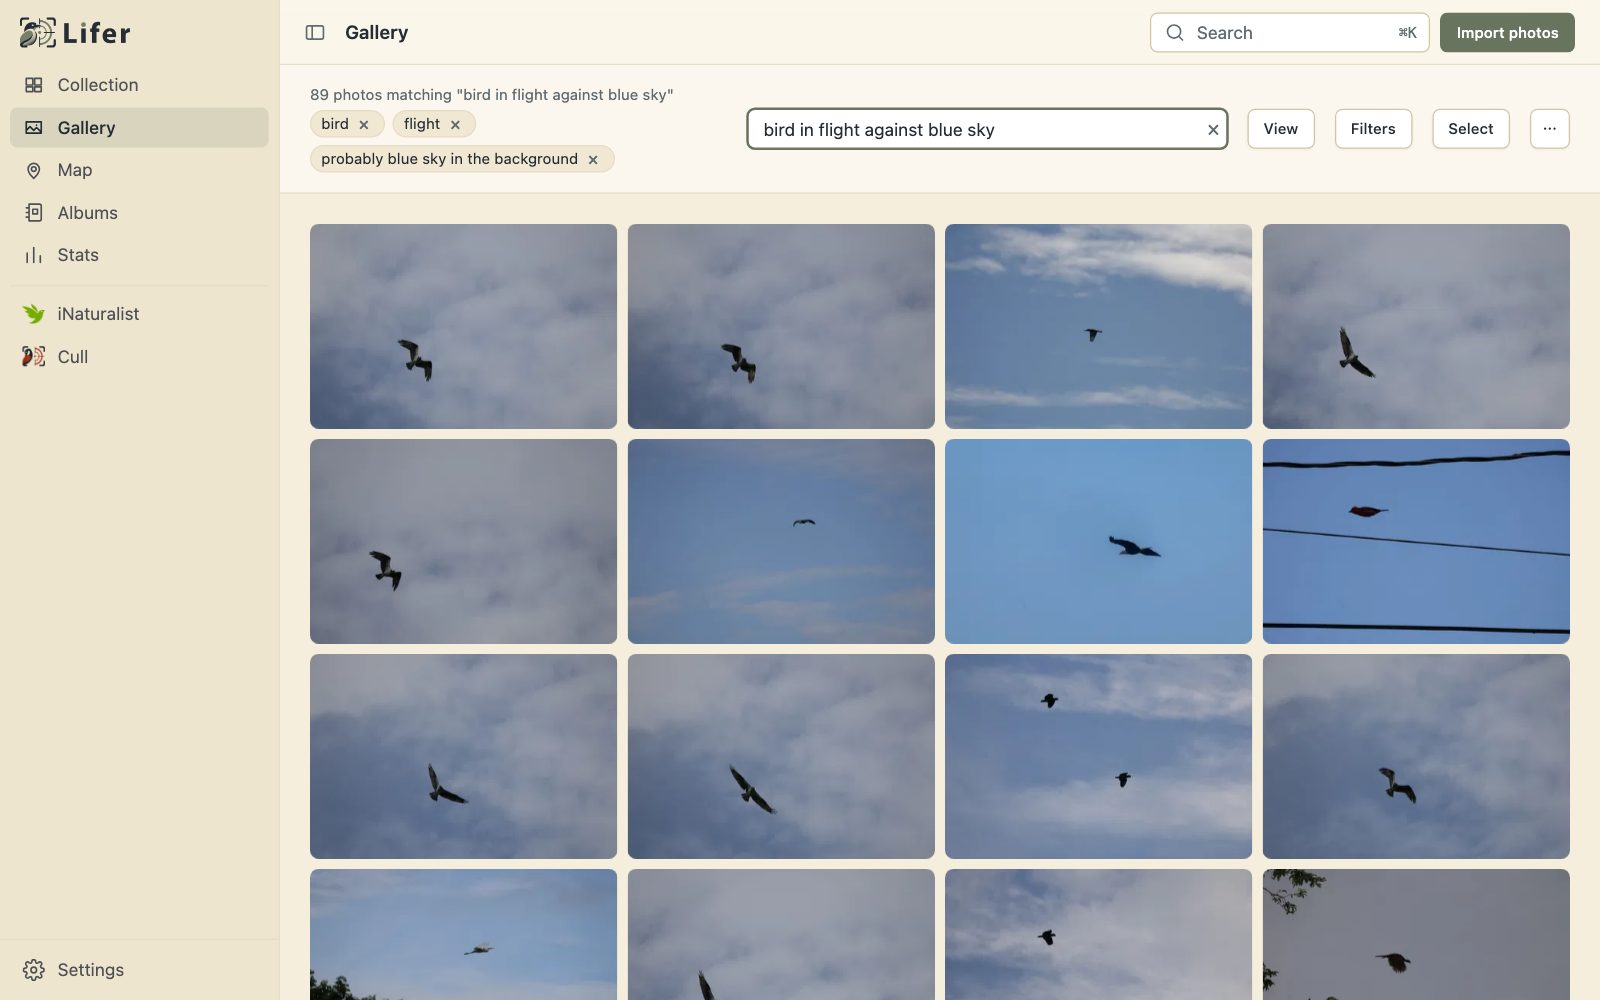 Lifer
Collection
Gallery
Map
Albums
Stats
iNaturalist
Cull
Settings
Gallery
Search ⌘K
Import photos
89 photos matching "bird in flight against blue sky"
bird × flight ×
probably blue sky in the background ×
bird in flight against blue sky ×
View
Filters
Select
···